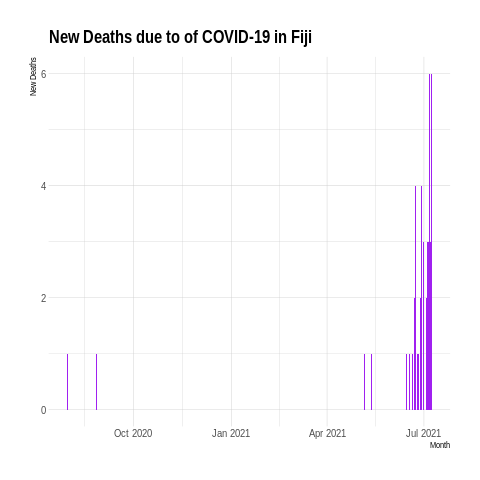 New Deaths due to of COVID-19 in Fiji
New Deaths
6
4
2
0
Oct 2020 Jan 2021 Apr 2021 Jul 2021
Month